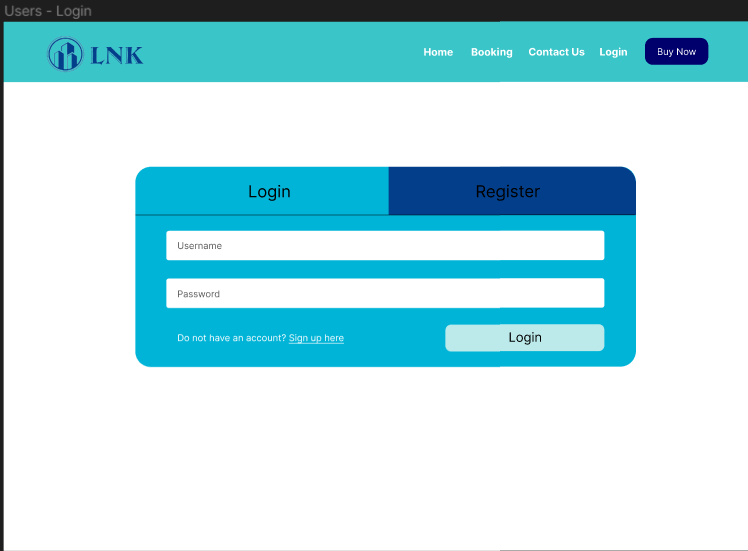 Users - Login
LNK
Home Booking Contact Us Login Buy Now
Login Register
Username
Password
Do not have an account? Sign up here Login